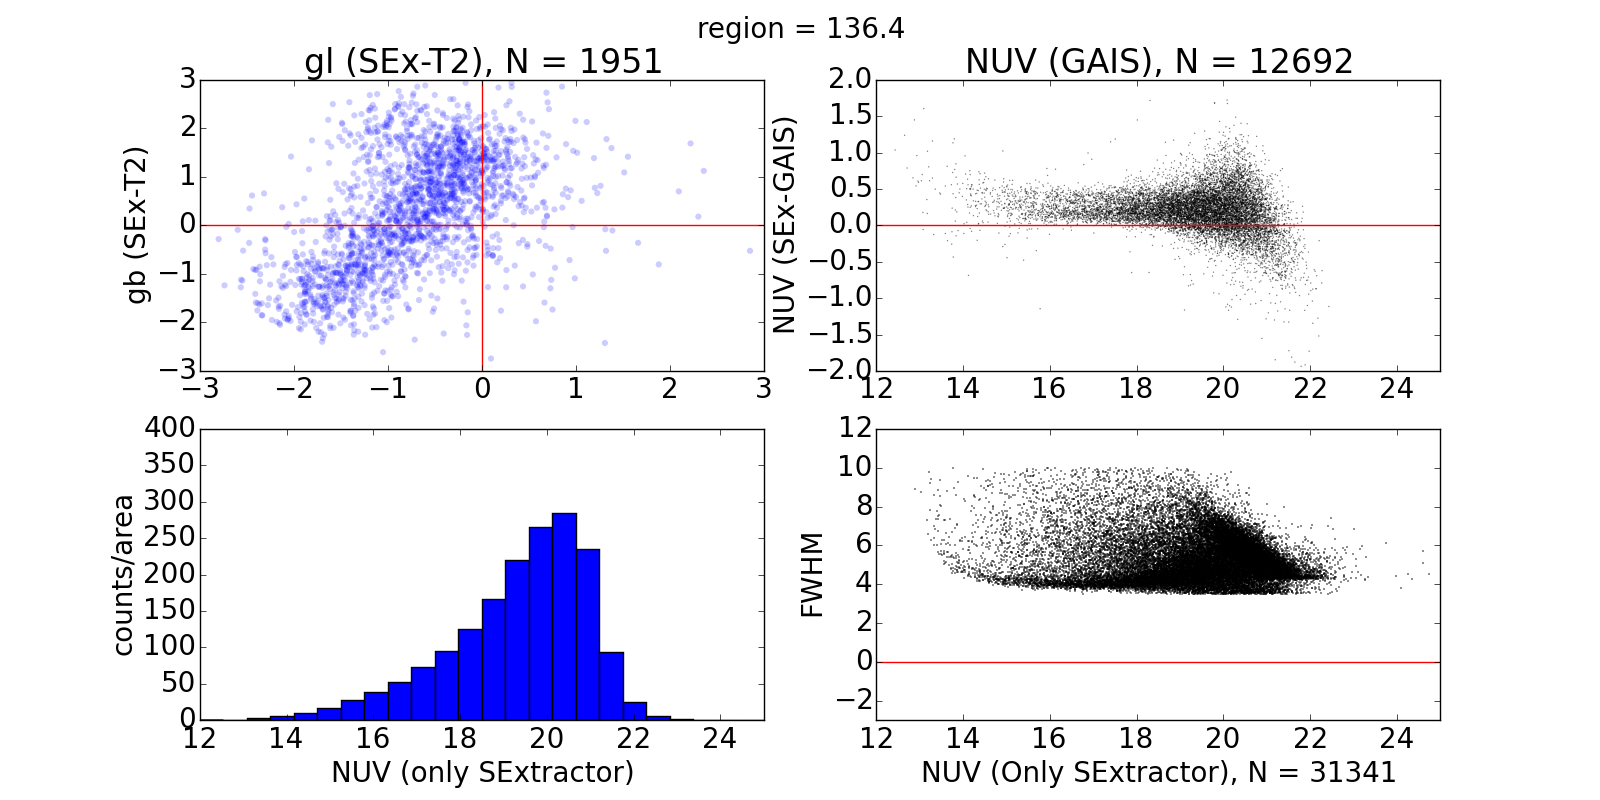 region = 136.4
gl (SEx-T2), N = 1951
NUV (GAIS), N = 12692
gb (SEx-T2)
3
2
1
0
−1
−2
−3
−3 −2 −1 0 1 2 3
NUV (SEx-GAIS)
2.0
1.5
1.0
0.5
0.0
−0.5
−1.0
−1.5
−2.0
12 14 16 18 20 22 24
counts/area
400
350
300
250
200
150
100
50
0
12 14 16 18 20 22 24
NUV (only SExtractor)
FWHM
12
10
8
6
4
2
0
−2
12 14 16 18 20 22 24
NUV (Only SExtractor), N = 31341